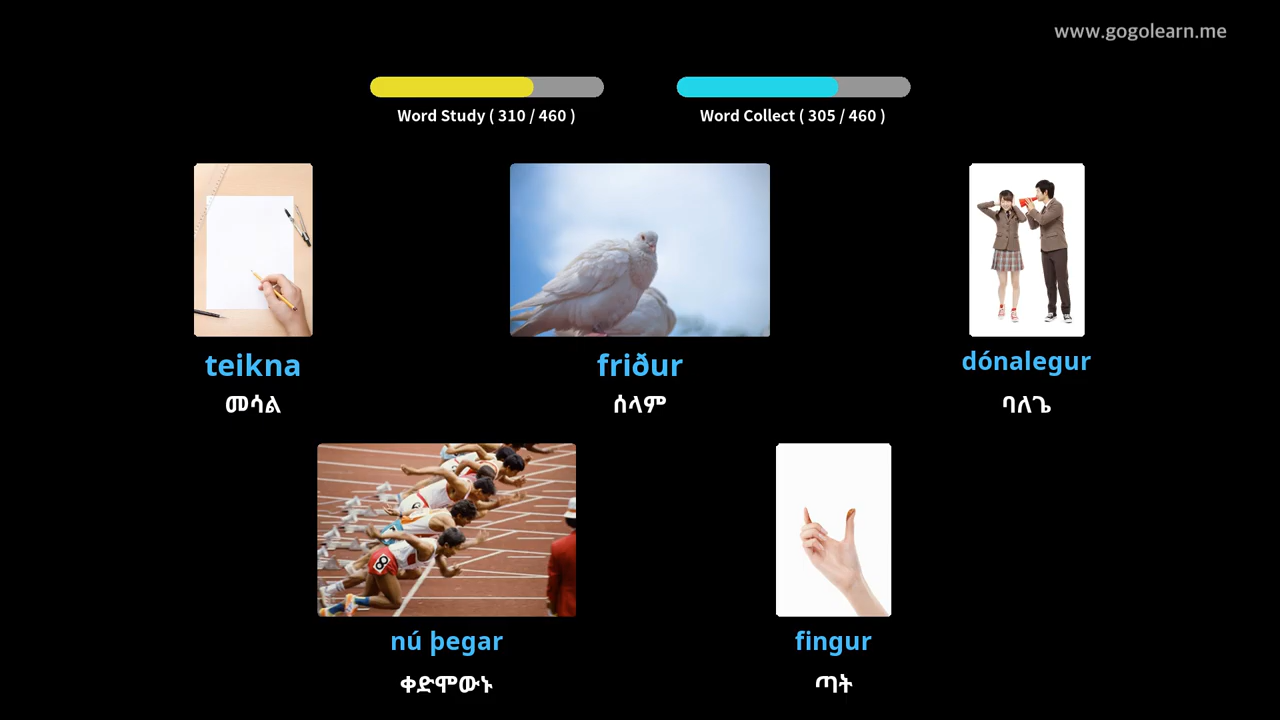 www.gogolearn.me
Word Study ( 310 / 460 )
Word Collect ( 305 / 460 )
teikna
friður
dónalegur
መሳል
ሰላም
ባለጌ
nú þegar
fingur
ቀድሞውኑ
ጣት